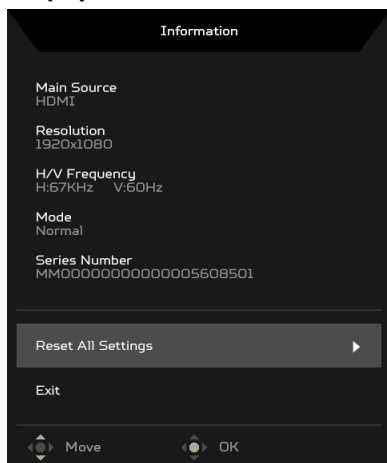 Information
Main Source
HDMI
Resolution
1920x1080
H/V Frequency
H:67KHz V:60Hz
Mode
Normal
Series Number
MM00000000000005608501
Reset All Settings
Exit
Move OK